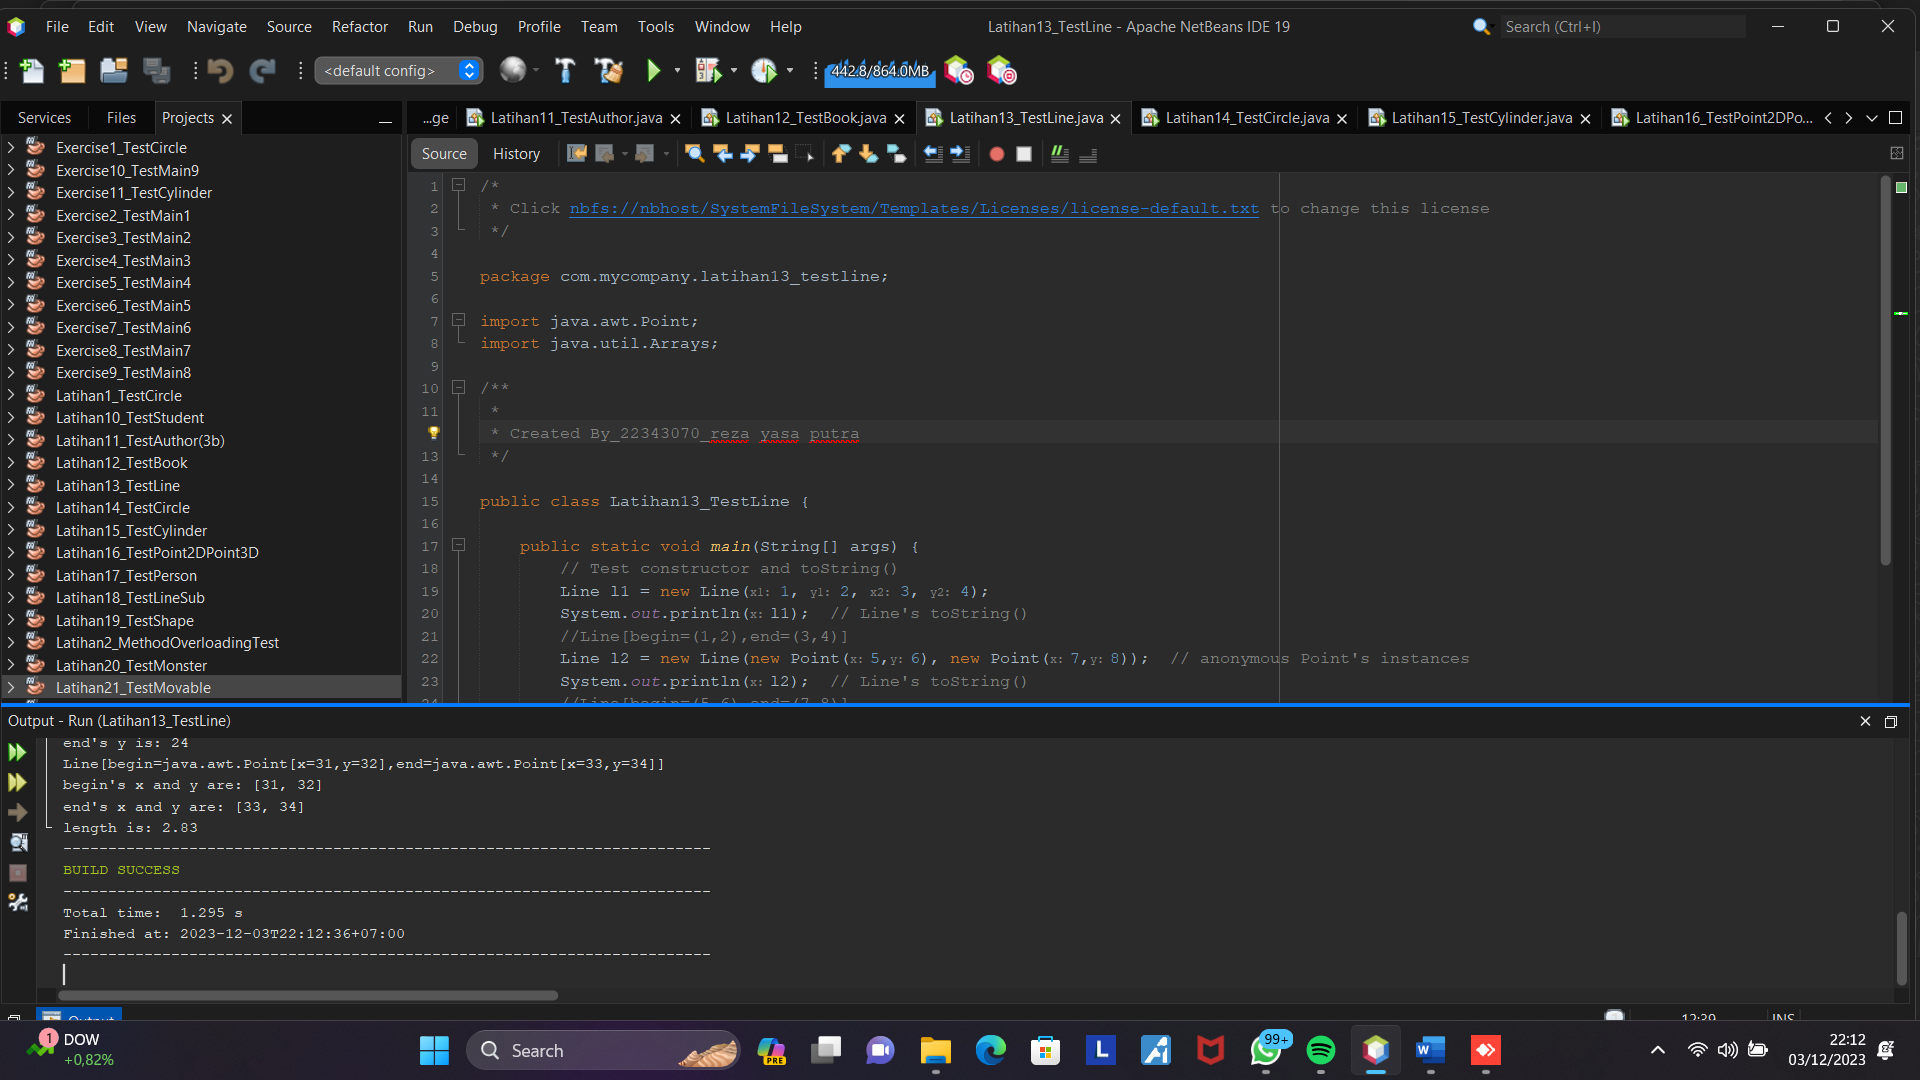 File Edit View Navigate Source Refactor Run Debug Profile Team Tools Window Help
Latihan13_TestLine - Apache NetBeans IDE 19
Search (Ctrl+I)
<default config>
442.8/864.0MB
Services Files Projects
...ge Latihan11_TestAuthor.java Latihan12_TestBook.java Latihan13_TestLine.java Latihan14_TestCircle.java Latihan15_TestCylinder.java Latihan16_TestPoint2DPo...
Source History
Exercise1_TestCircle
Exercise10_TestMain9
Exercise11_TestCylinder
Exercise2_TestMain1
Exercise3_TestMain2
Exercise4_TestMain3
Exercise5_TestMain4
Exercise6_TestMain5
Exercise7_TestMain6
Exercise8_TestMain7
Exercise9_TestMain8
Latihan1_TestCircle
Latihan10_TestStudent
Latihan11_TestAuthor(3b)
Latihan12_TestBook
Latihan13_TestLine
Latihan14_TestCircle
Latihan15_TestCylinder
Latihan16_TestPoint2DPoint3D
Latihan17_TestPerson
Latihan18_TestLineSub
Latihan19_TestShape
Latihan2_MethodOverloadingTest
Latihan20_TestMonster
Latihan21_TestMovable
1 /*
2 * Click nbfs://nbhost/SystemFileSystem/Templates/Licenses/license-default.txt to change this license
3 */
4
5 package com.mycompany.latihan13_testline;
6
7 import java.awt.Point;
8 import java.util.Arrays;
9
10 /**
11 *
* Created By_22343070_reza yasa putra
13 */
14
15 public class Latihan13_TestLine {
16
17 public static void main(String[] args) {
18 // Test constructor and toString()
19 Line l1 = new Line(x1: 1, y1: 2, x2: 3, y2: 4);
20 System.out.println(x: l1); // Line's toString()
21 //Line[begin=(1,2),end=(3,4)]
22 Line l2 = new Line(new Point(x: 5,y: 6), new Point(x: 7,y: 8)); // anonymous Point's instances
23 System.out.println(x: l2); // Line's toString()
24 //Line[begin=(5,6),end=(7,8)]
Output - Run (Latihan13_TestLine)
end's y is: 24
Line[begin=java.awt.Point[x=31,y=32],end=java.awt.Point[x=33,y=34]]
begin's x and y are: [31, 32]
end's x and y are: [33, 34]
length is: 2.83
------------------------------------------------------------------------
BUILD SUCCESS
------------------------------------------------------------------------
Total time: 1.295 s
Finished at: 2023-12-03T22:12:36+07:00
------------------------------------------------------------------------
Output
12:39 INS
1
DOW
+0,82%
Search
PRE
L
99+
W
22:12
03/12/2023